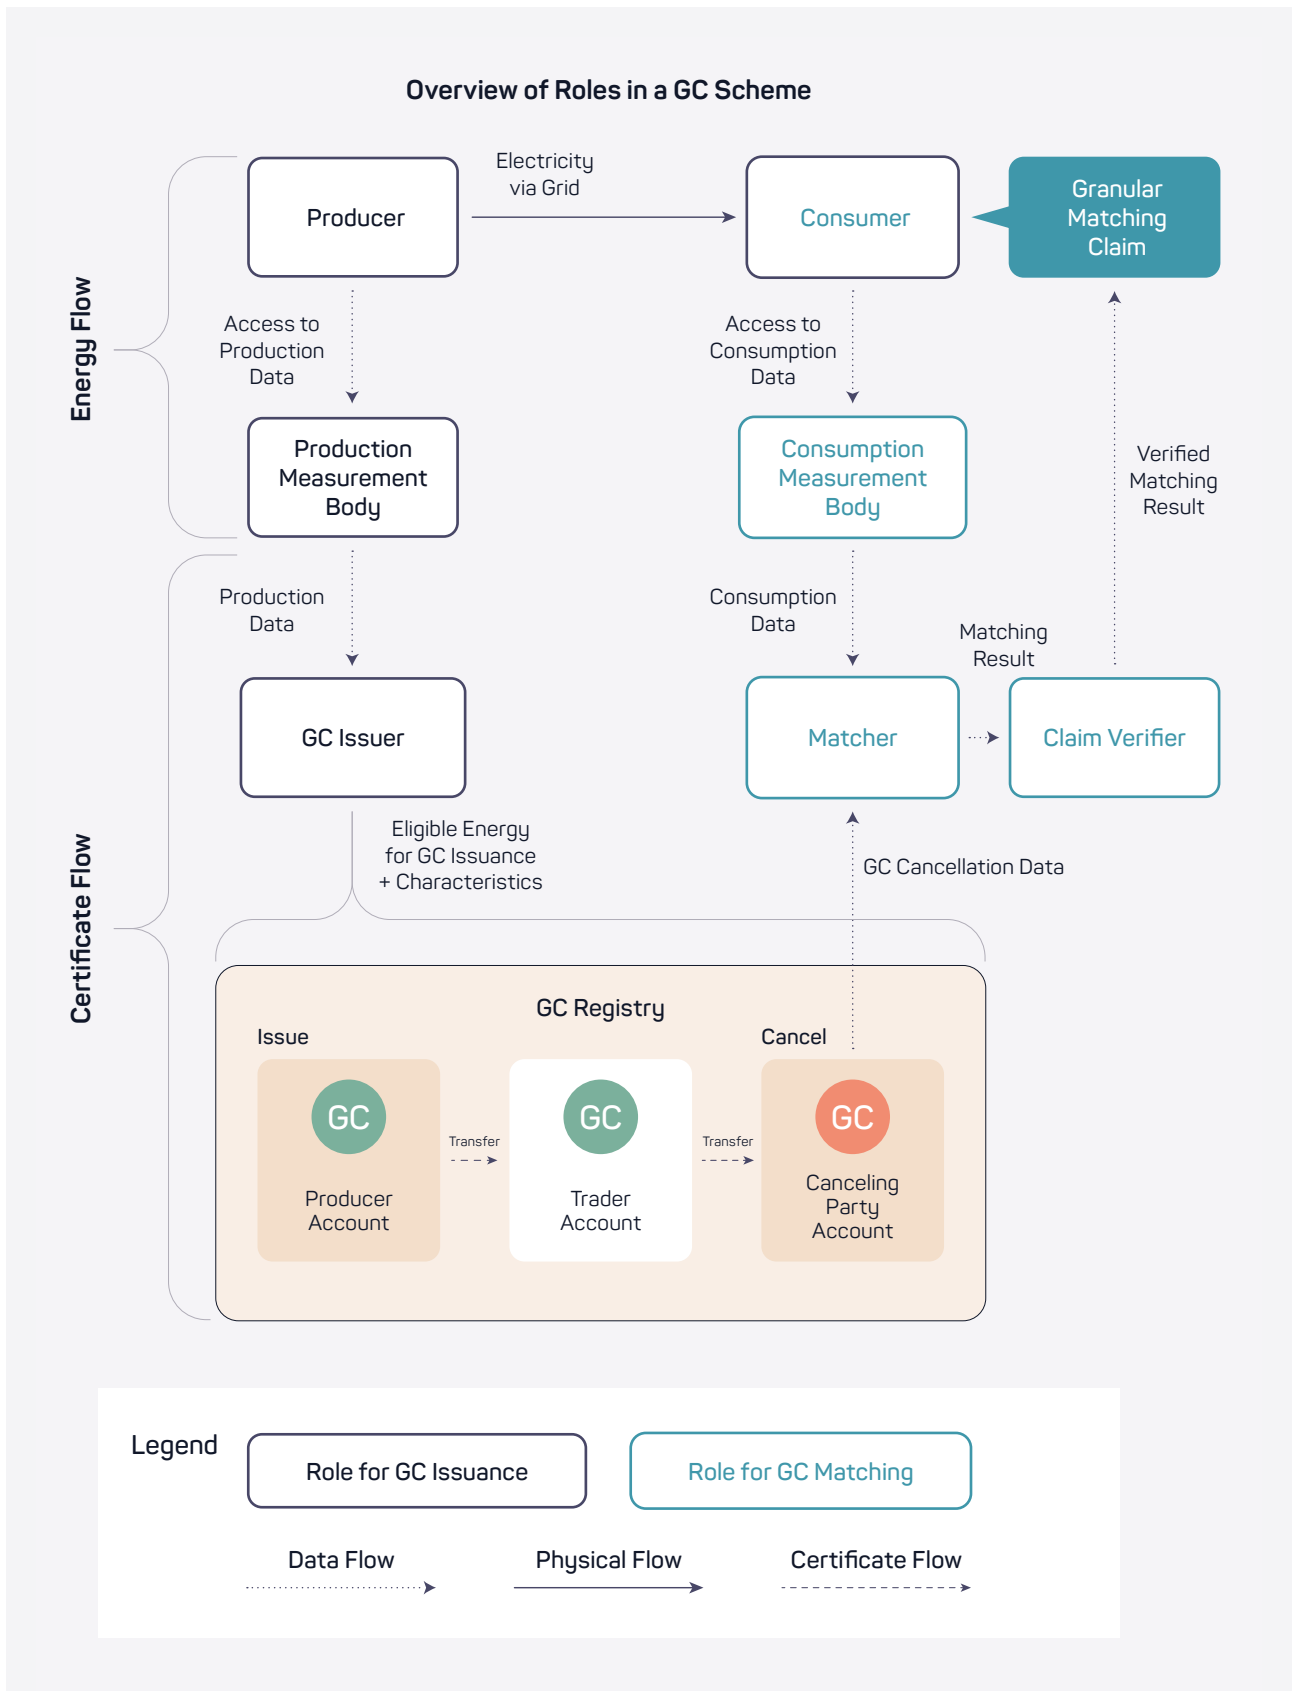 Overview of Roles in a GC Scheme
Energy Flow
Producer
Electricity
via Grid
Consumer
Granular
Matching
Claim
Access to
Production
Data
Access to
Consumption
Data
Production
Measurement
Body
Consumption
Measurement
Body
Verified
Matching
Result
Certificate Flow
Production
Data
Consumption
Data
Matching
Result
GC Issuer
Matcher
Claim Verifier
Eligible Energy
for GC Issuance
+ Characteristics
GC Cancellation Data
GC Registry
Issue
Cancel
GC
Producer
Account
Transfer
GC
Trader
Account
Transfer
GC
Canceling
Party
Account
Legend
Role for GC Issuance
Role for GC Matching
Data Flow
Physical Flow
Certificate Flow